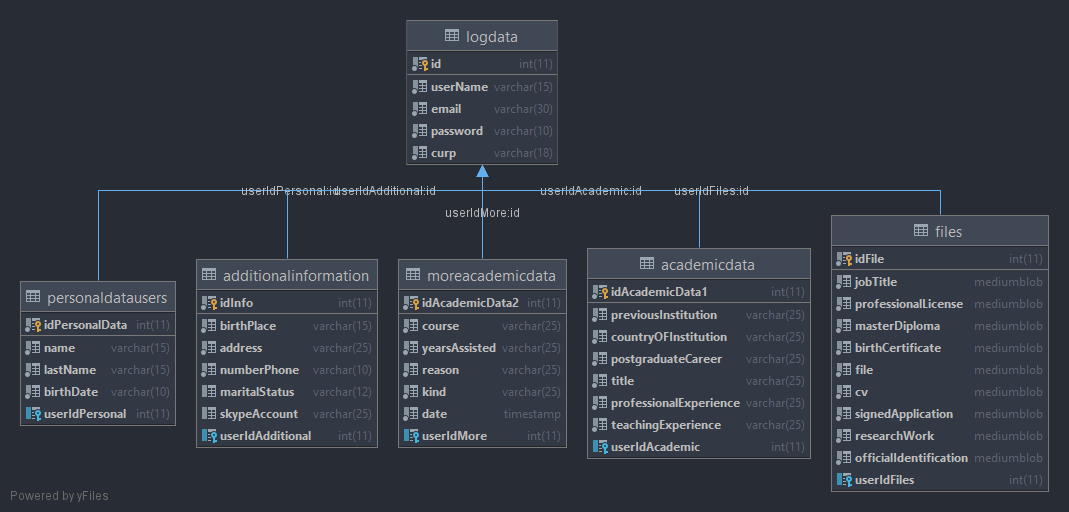 logdata
id int(11)
userName varchar(15)
email varchar(30)
password varchar(10)
curp varchar(18)
userIdPersonal:id
userIdAdditional:id
userIdAcademic:id
userIdFiles:id
userIdMore:id
personaldatausers
idPersonalData int(11)
name varchar(15)
lastName varchar(15)
birthDate varchar(10)
userIdPersonal int(11)
additionalinformation
idInfo int(11)
birthPlace varchar(15)
address varchar(25)
numberPhone varchar(10)
maritalStatus varchar(12)
skypeAccount varchar(25)
userIdAdditional int(11)
moreacademicdata
idAcademicData2 int(11)
course varchar(25)
yearsAssisted varchar(25)
reason varchar(25)
kind varchar(25)
date timestamp
userIdMore int(11)
academicdata
idAcademicData1 int(11)
previousInstitution varchar(25)
countryOFInstitution varchar(25)
postgraduateCareer varchar(25)
title varchar(25)
professionalExperience varchar(25)
teachingExperience varchar(25)
userIdAcademic int(11)
files
idFile int(11)
jobTitle mediumblob
professionalLicense mediumblob
masterDiploma mediumblob
birthCertificate mediumblob
file mediumblob
cv mediumblob
signedApplication mediumblob
researchWork mediumblob
officialIdentification mediumblob
userIdFiles int(11)
Powered by yFiles